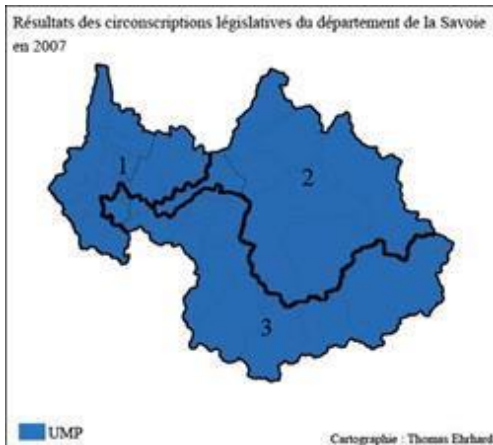 Résultats des circonscriptions législatives du département de la Savoie
en 2007
1
2
3
UMP
Cartographie : Thomas Ehrhard